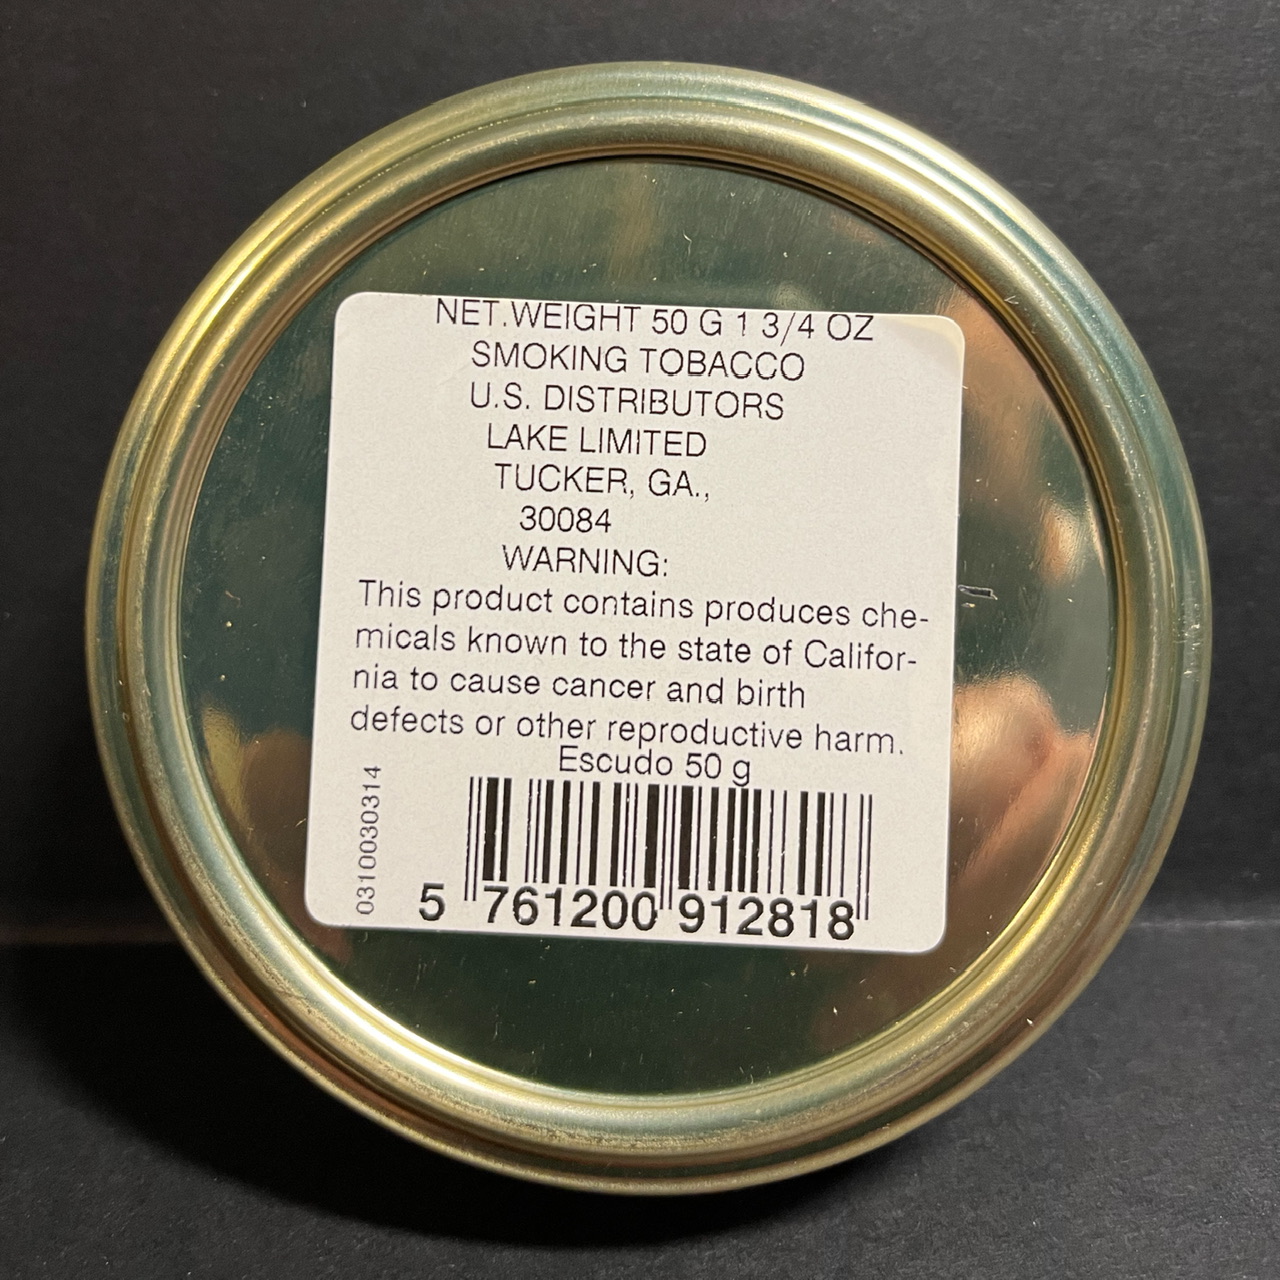 NET.WEIGHT 50 G 1 3/4 OZ
SMOKING TOBACCO
U.S. DISTRIBUTORS
LAKE LIMITED
TUCKER, GA.,
30084
WARNING:
This product contains produces che-
micals known to the state of Califor-
nia to cause cancer and birth
defects or other reproductive harm.
Escudo 50 g
0310030314
5 761200 912818